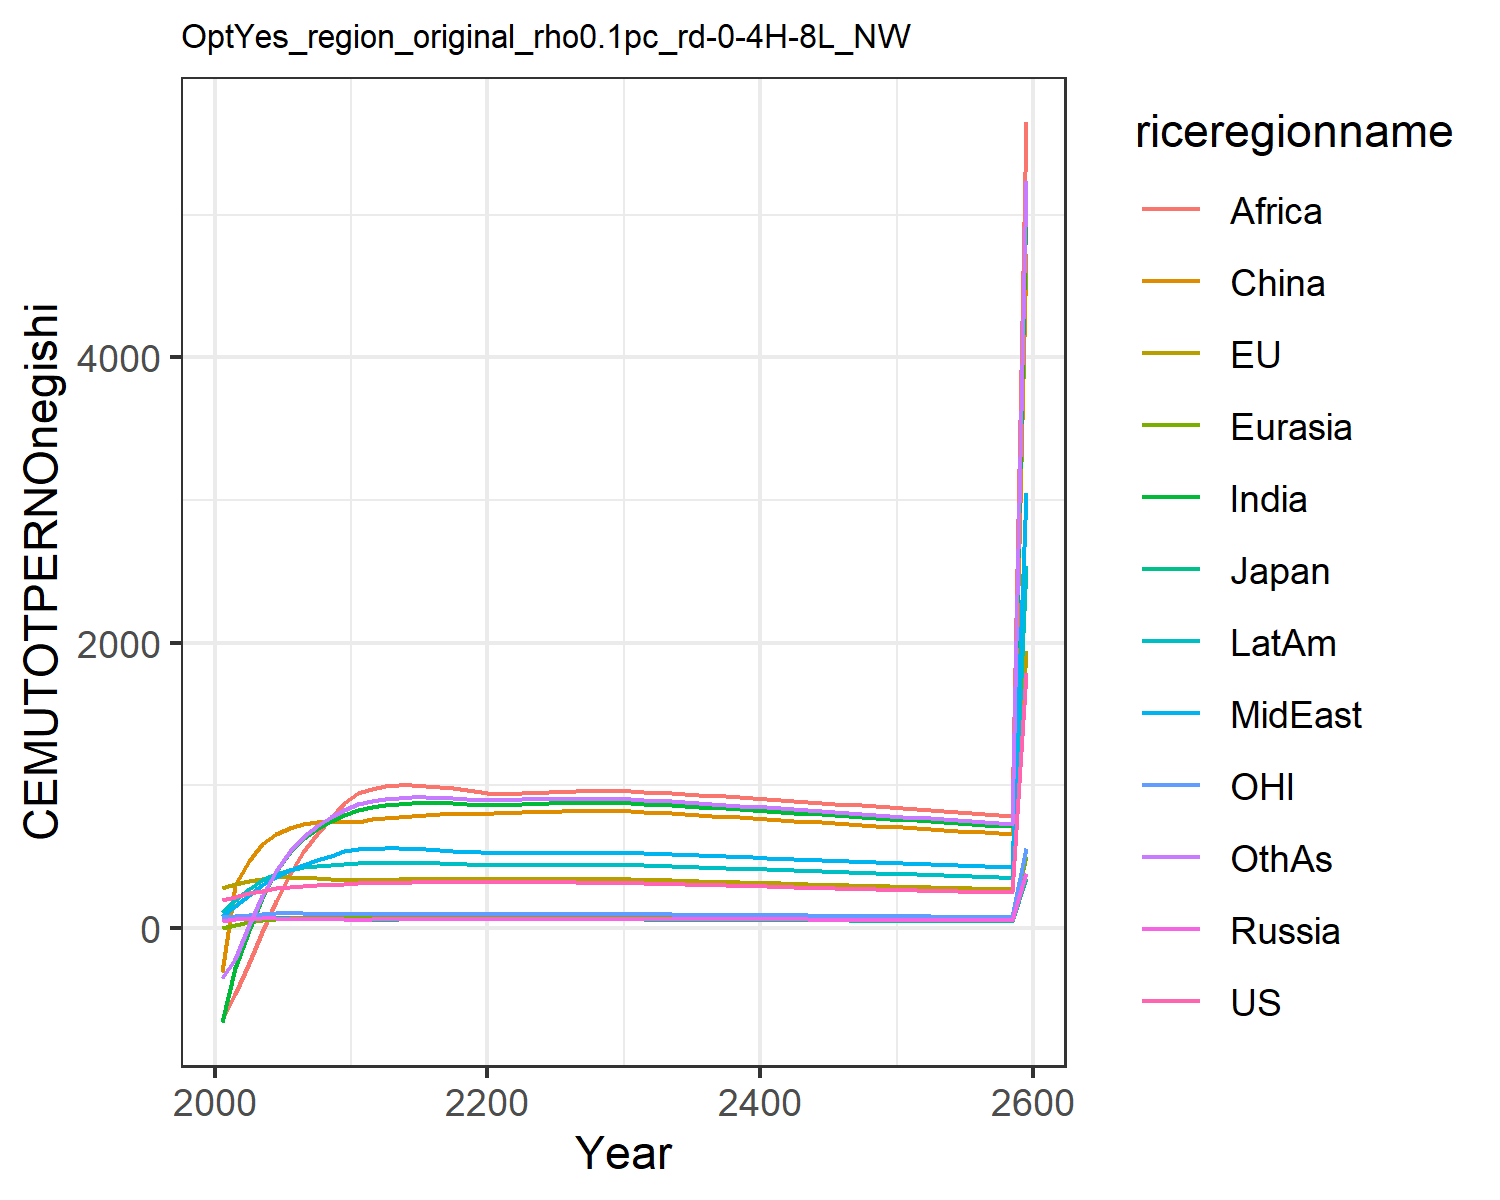 OptYes_region_original_rho0.1pc_rd-0-4H-8L_NW
CEMUTOTPERNOnegishi
4000
2000
0
2000
2200
2400
2600
Year
riceregionname
Africa
China
EU
Eurasia
India
Japan
LatAm
MidEast
OHI
OthAs
Russia
US